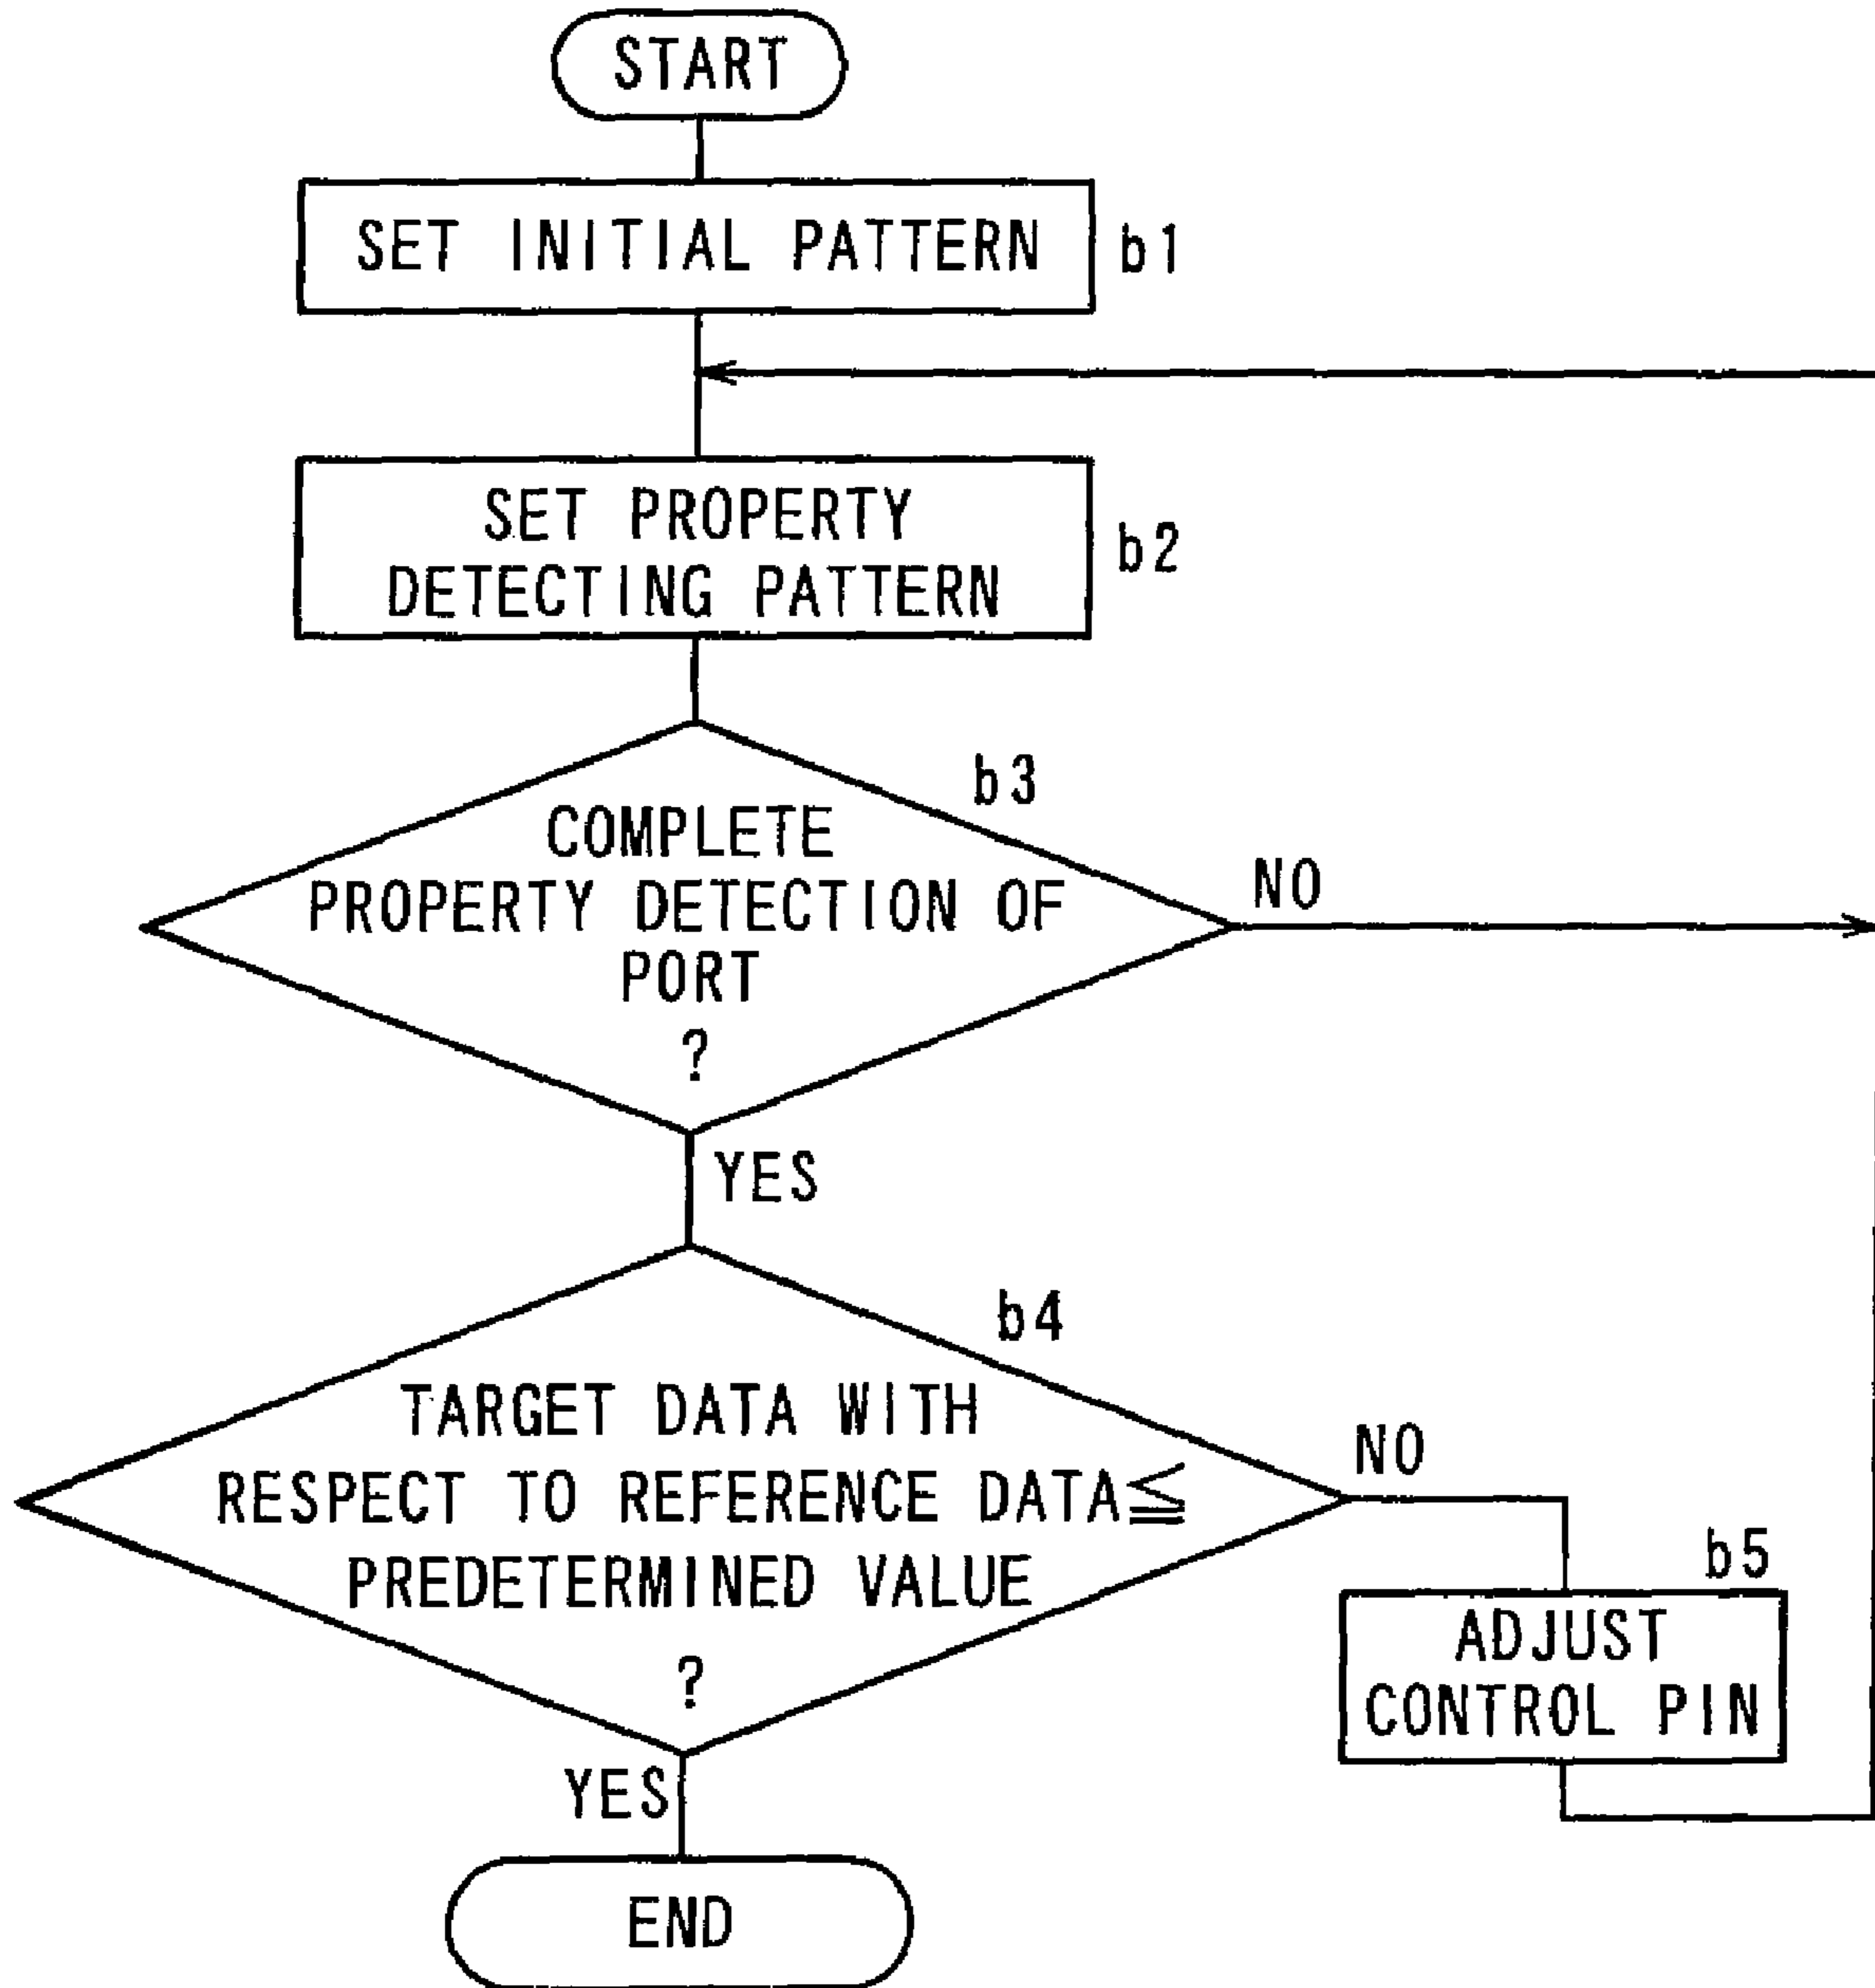 START
SET INITIAL PATTERN
b1
SET PROPERTY
DETECTING PATTERN
b2
b3
COMPLETE
PROPERTY DETECTION OF
PORT
?
NO
YES
b4
TARGET DATA WITH
RESPECT TO REFERENCE DATA≦
PREDETERMINED VALUE
?
NO
b5
ADJUST
CONTROL PIN
YES
END